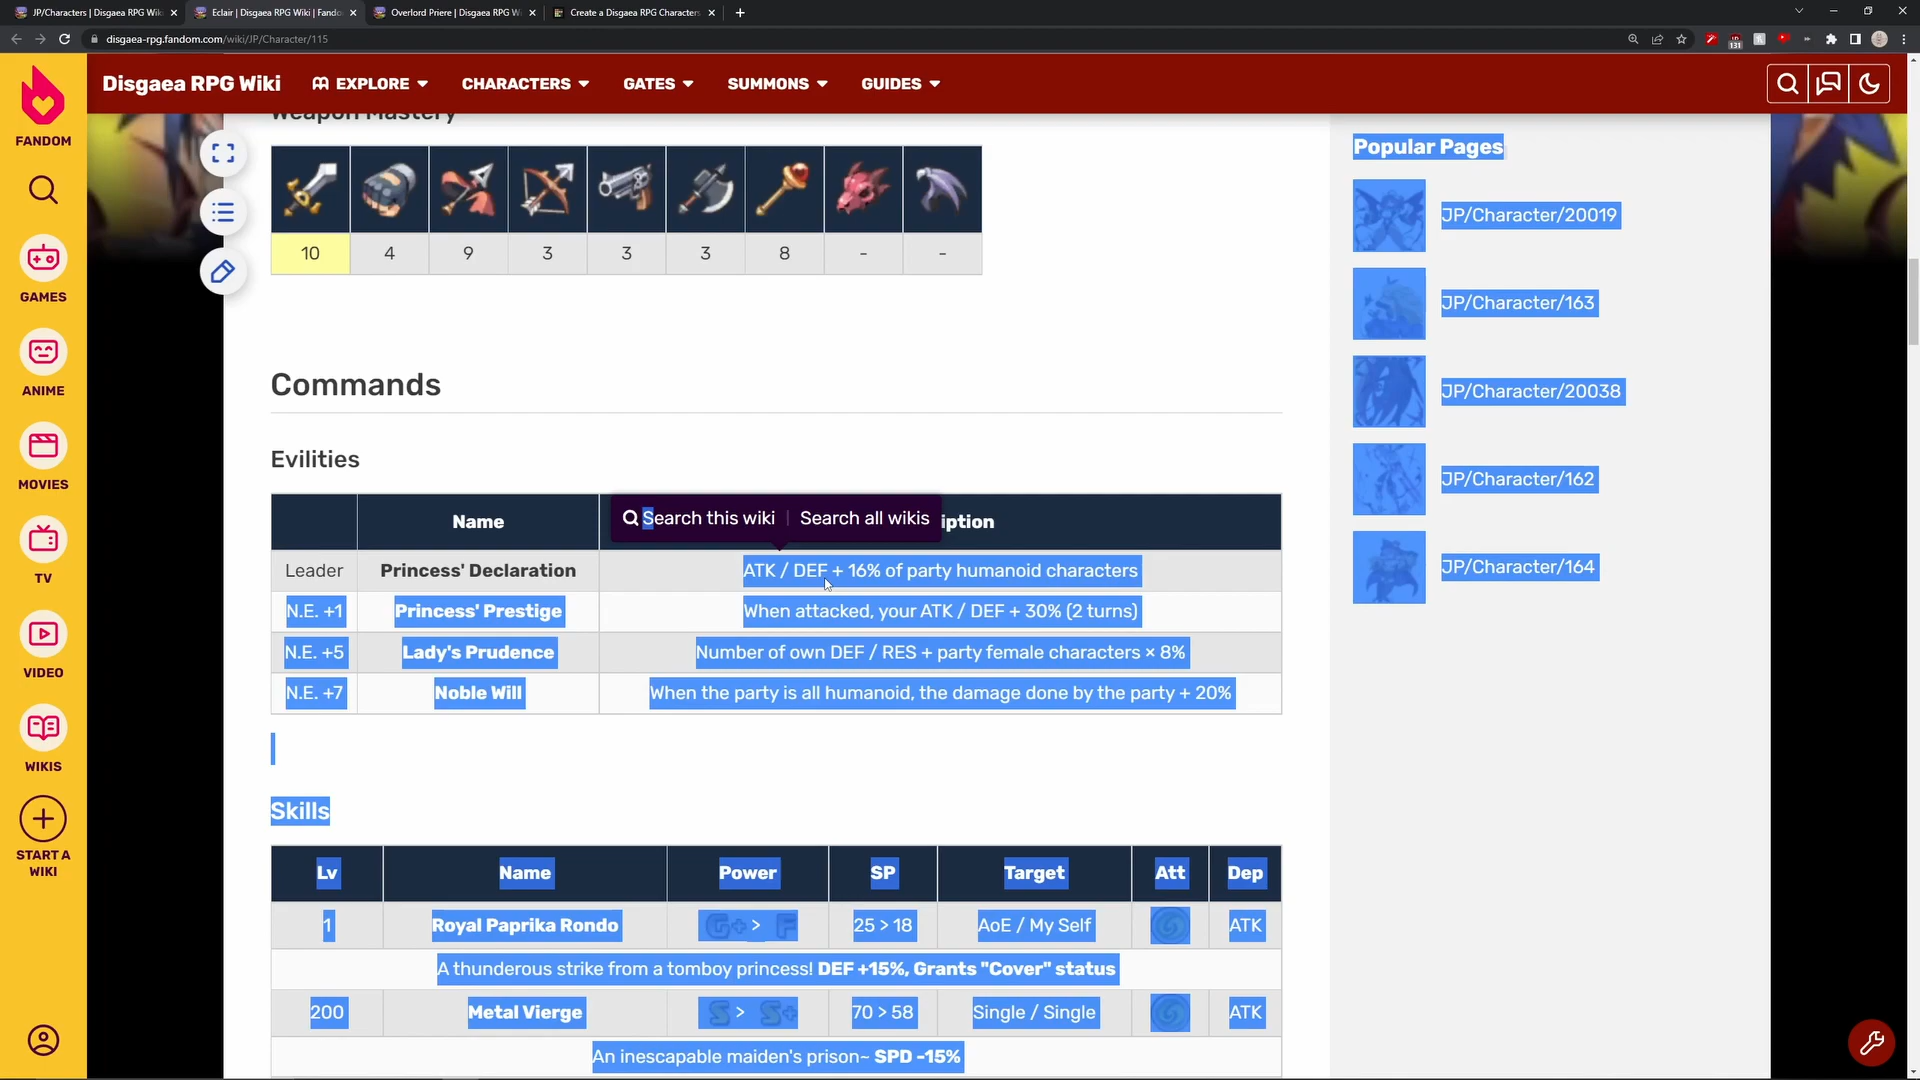 JP/Characters | Disgaea RPG Wiki
Eclair | Disgaea RPG Wiki | Fando
Overlord Priere | Disgaea RPG W
Create a Disgaea RPG Characters
disgaea-rpg.fandom.com/wiki/JP/Character/115
131
Disgaea RPG Wiki
EXPLORE
CHARACTERS
GATES
SUMMONS
GUIDES
FANDOM
GAMES
ANIME
MOVIES
TV
VIDEO
WIKIS
START A
WIKI
Weapon Mastery
10 4 9 3 3 3 8 - -
Commands
Evilities
Name
iption
Search this wiki | Search all wikis
Leader Princess' Declaration ATK / DEF + 16% of party humanoid characters
N.E. +1 Princess' Prestige When attacked, your ATK / DEF + 30% (2 turns)
N.E. +5 Lady's Prudence Number of own DEF / RES + party female characters × 8%
N.E. +7 Noble Will When the party is all humanoid, the damage done by the party + 20%
Skills
Lv Name Power SP Target Att Dep
1 Royal Paprika Rondo G+ > F 25 > 18 AoE / My Self ATK
A thunderous strike from a tomboy princess! DEF +15%, Grants "Cover" status
200 Metal Vierge S > S+ 70 > 58 Single / Single ATK
An inescapable maiden's prison~ SPD -15%
Popular Pages
JP/Character/20019
JP/Character/163
JP/Character/20038
JP/Character/162
JP/Character/164